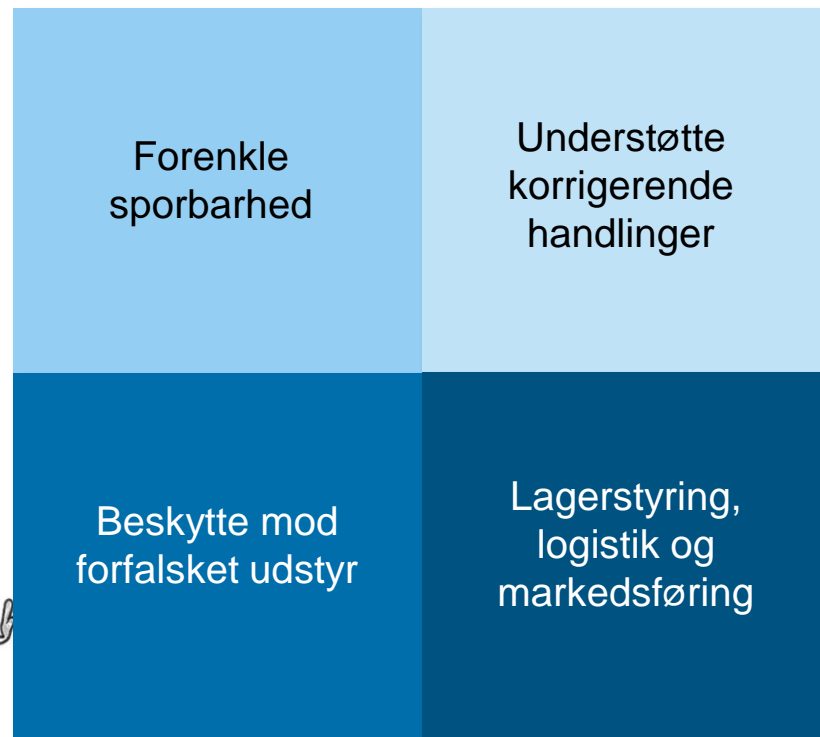 Forenkle
sporbarhed
Understøtte
korrigerende
handlinger
Beskytte mod
forfalsket udstyr
Lagerstyring,
logistik og
markedsføring